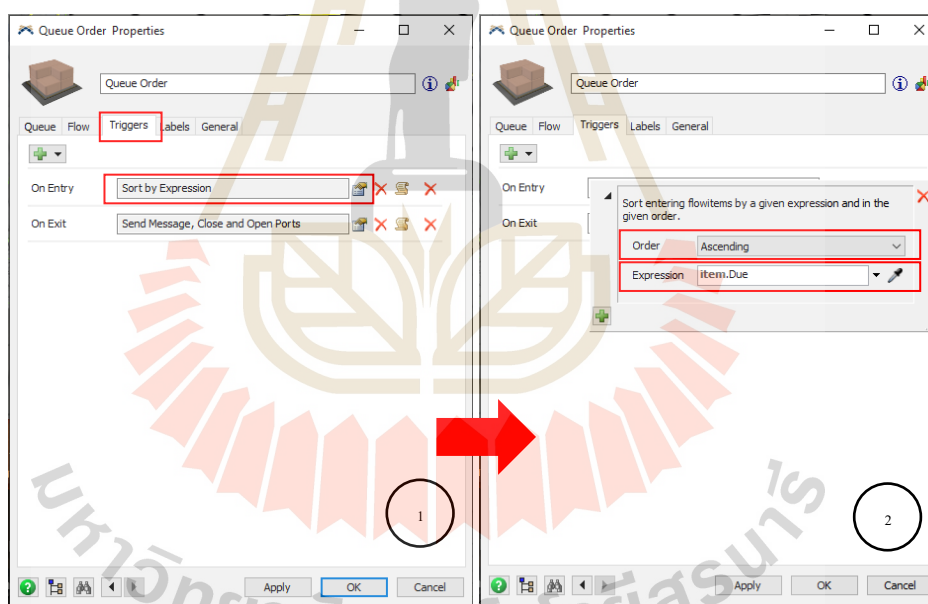 Queue Order Properties
Queue Order
Queue Flow Triggers Labels General
On Entry Sort by Expression
On Exit Send Message, Close and Open Ports
1
Apply OK Cancel
Queue Order Properties
Queue Order
Queue Flow Triggers Labels General
On Entry
On Exit
Sort entering flowitems by a given expression and in the
given order.
Order Ascending
Expression item.Due
2
Apply OK Cancel